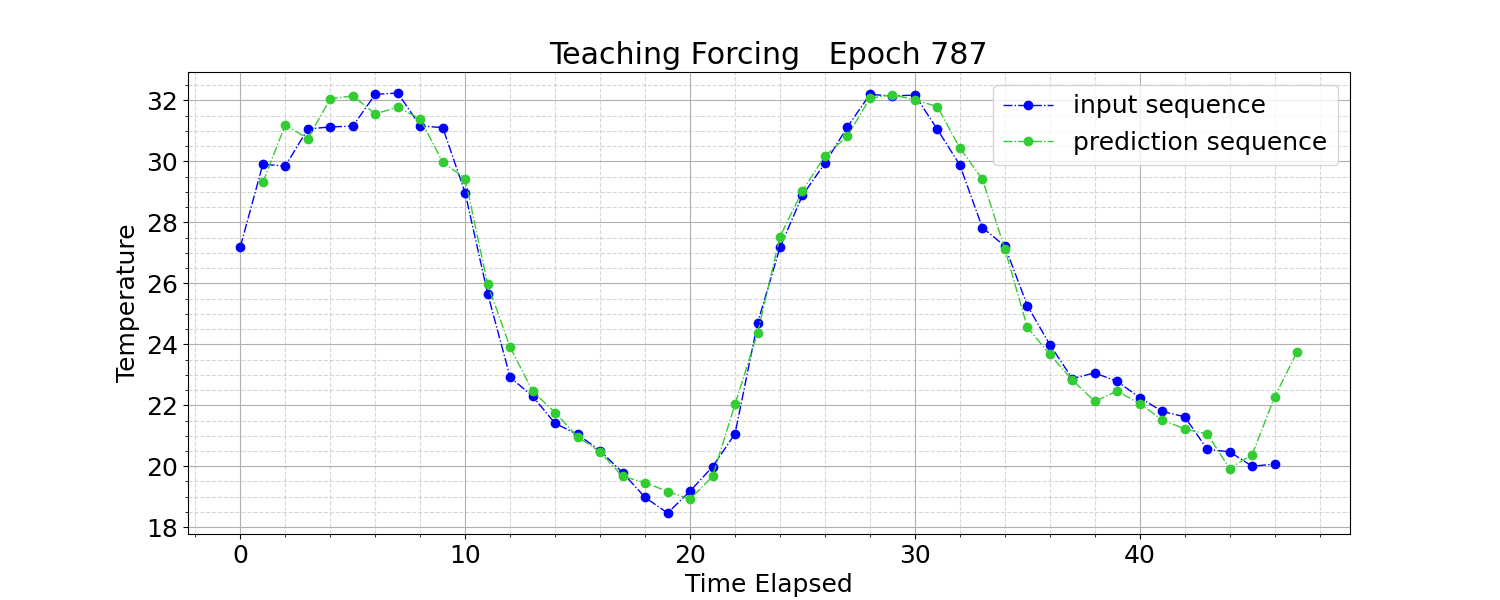 Teaching Forcing   Epoch 787
input sequence
prediction sequence
Temperature
32
30
28
26
24
22
20
18
0 10 20 30 40
Time Elapsed